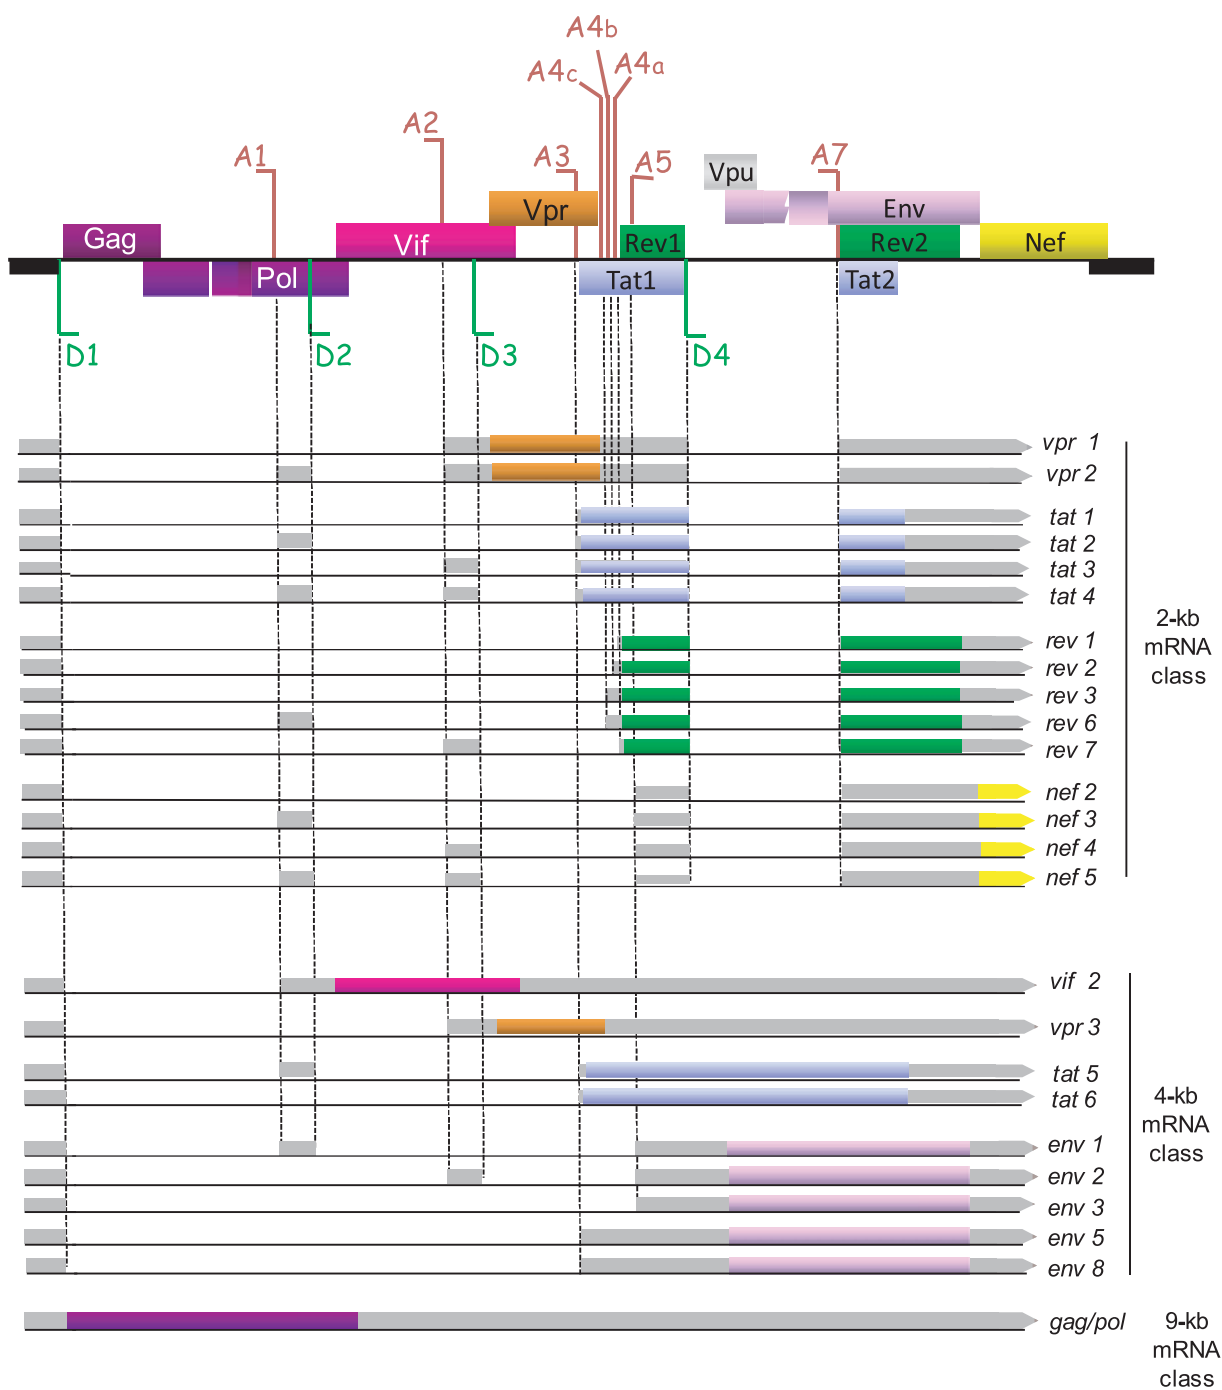 A4b
A4c
A4a
A2
A1
A3
A5
A7
Vpu
Vpr
Env
Gag
Vif
Rev1
Rev2
Nef
Pol
Tat1
Tat2
D1
D2
D3
D4
vpr 1
vpr 2
tat 1
tat 2
tat 3
tat 4
rev 1
rev 2
rev 3
rev 6
rev 7
nef 2
nef 3
nef 4
nef 5
2-kb
mRNA
class
vif 2
vpr 3
tat 5
tat 6
env 1
env 2
env 3
env 5
env 8
4-kb
mRNA
class
gag/pol
9-kb
mRNA
class